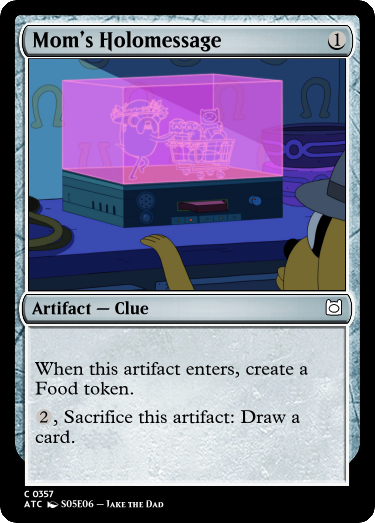 Mom's Holomessage 1
Artifact — Clue
When this artifact enters, create a
Food token.
2, Sacrifice this artifact: Draw a
card.
C 0357
ATC S05E06 — Jake the Dad